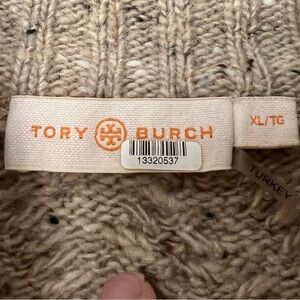 TORY BURCH
XL/TG
13320537
TURKEY